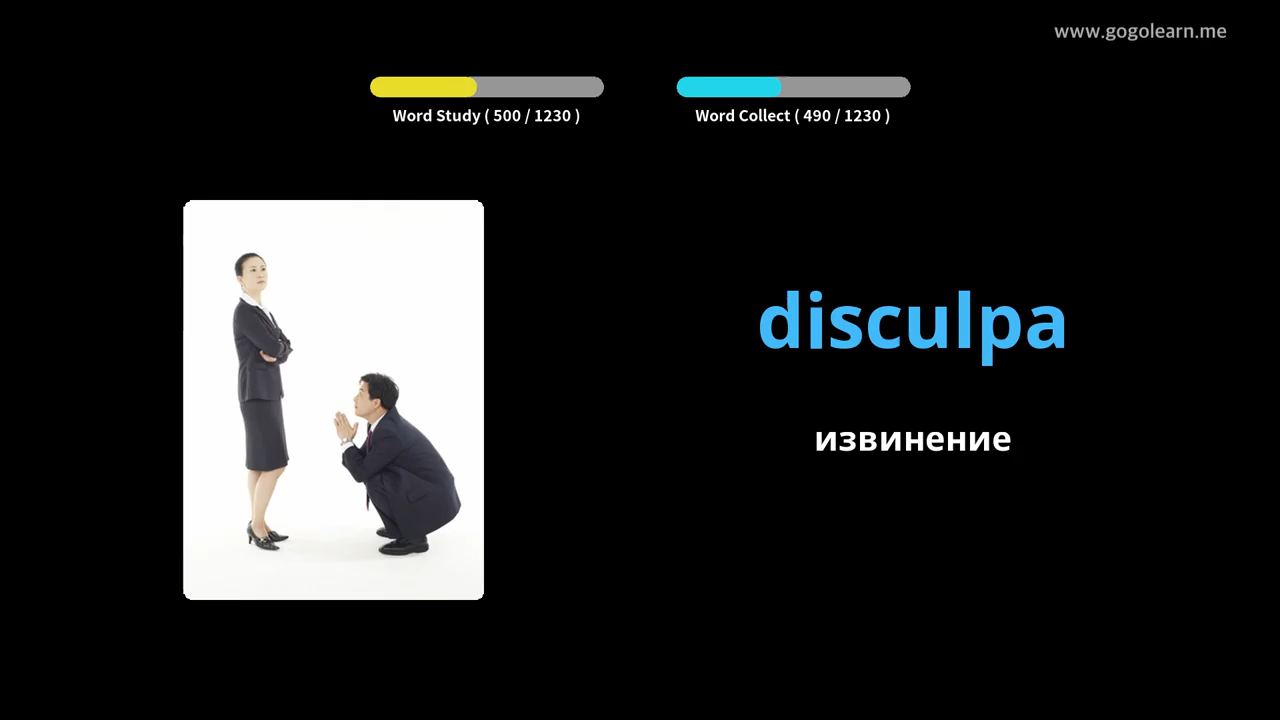 www.gogolearn.me
Word Study ( 500 / 1230 )
Word Collect ( 490 / 1230 )
disculpa
извинение